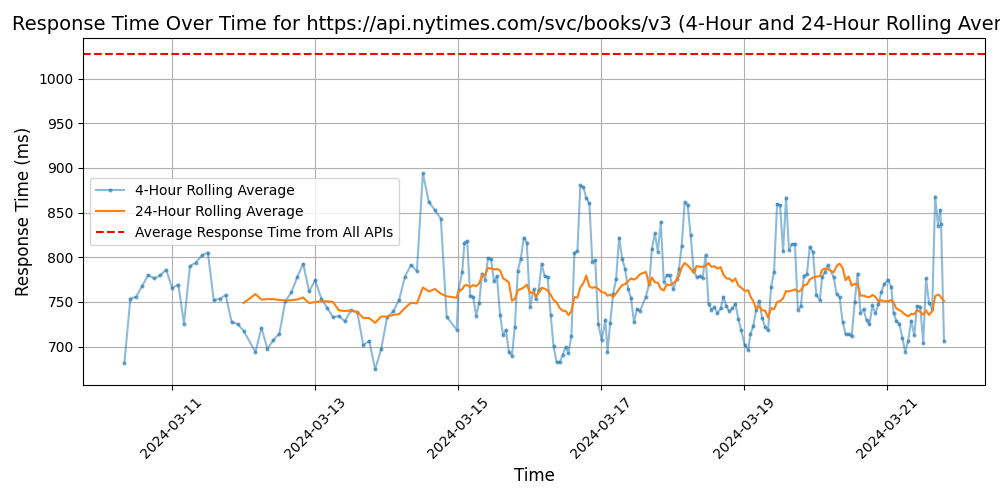 Response Time Over Time for https://api.nytimes.com/svc/books/v3 (4-Hour and 24-Hour Rolling Aver
Response Time (ms)
1000
950
900
850
800
750
700
4-Hour Rolling Average
24-Hour Rolling Average
Average Response Time from All APIs
2024-03-11
2024-03-13
2024-03-15
2024-03-17
2024-03-19
2024-03-21
Time